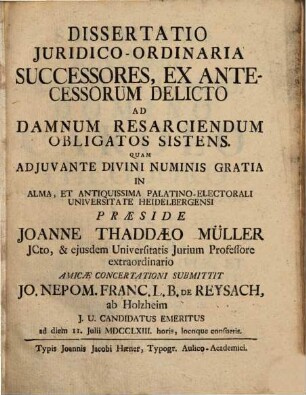 DISSERTATIO
JURIDICO-ORDINARIA
SUCCESSORES, EX ANTE-
CESSORUM DELICTO
AD
DAMNUM RESARCIENDUM
OBLIGATOS SISTENS.
QUAM
ADJUVANTE DIVINI NUMINIS GRATIA
IN
ALMA, ET ANTIQUISSIMA PALATINO-ELECTORALI
UNIVERSITATE HEIDELBERGENSI
PRÆSIDE
JOANNE THADDÆO MÜLLER
JCto, & ejusdem Universitatis Jurium Professore
extraordinario
AMICÆ CONCERTATIONI SUBMITTIT
JO. NEPOM. FRANC. L. B. DE REYSACH,
ab Holzheim
J. U. CANDIDATUS EMERITUS
ad diem 11. Julii MDCCLXIII. horis, locoque consuetis.
Typis Joannis Jacobi Hæner, Typogr. Aulico-Academici.